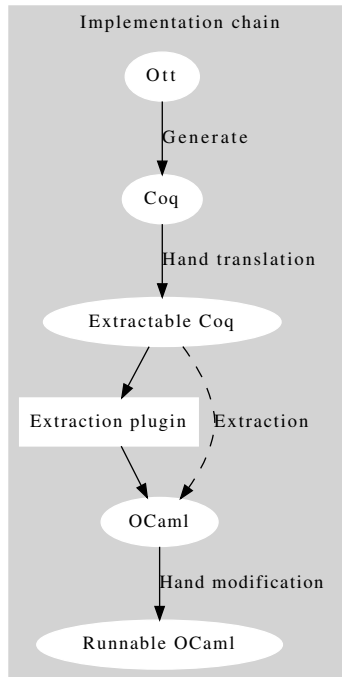 Implementation chain
Ott
Generate
Coq
Hand translation
Extractable Coq
Extraction plugin
Extraction
OCaml
Hand modification
Runnable OCaml